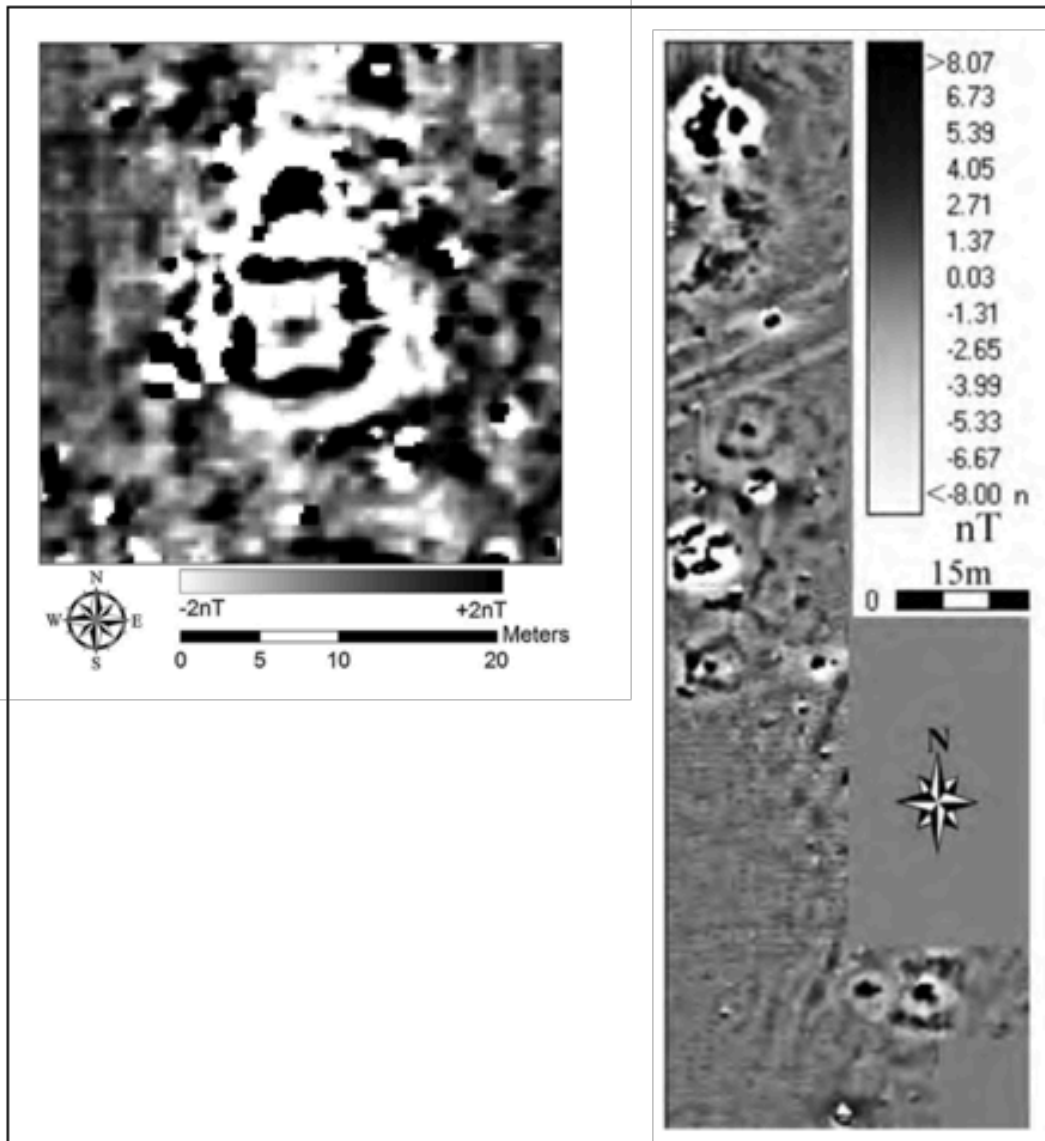 N
W E
S
-2nT +2nT
Meters
0 5 10 20
>8.07
6.73
5.39
4.05
2.71
1.37
0.03
-1.31
-2.65
-3.99
-5.33
-6.67
<-8.00 n
nT
15m
0
N